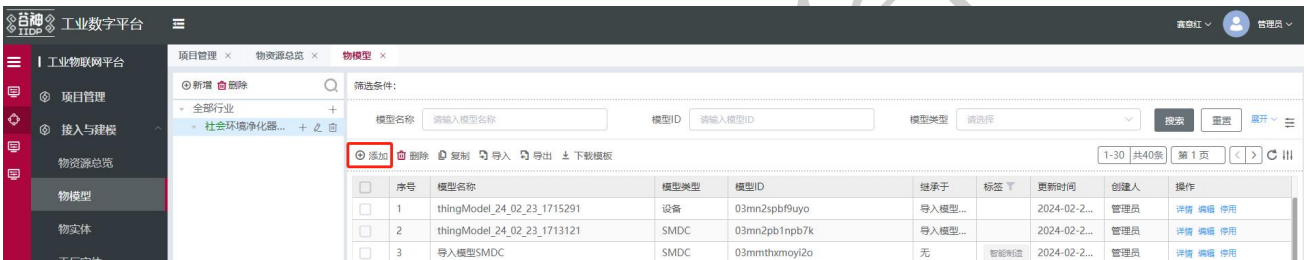 谷神 IIDP 工业数字平台 赛意红 管理员
工业物联网平台 项目管理 × 物资源总览 × 物模型 ×
项目管理
接入与建模
物资源总览
物模型
物实体
新增 删除
全部行业 +
社会环境净化器... +
筛选条件:
模型名称 请输入模型名称 模型ID 请输入模型ID 模型类型 请选择 搜索 重置 展开
添加 删除 复制 导入 导出 下载模板 1-30 共40条 第 1 页 < >
序号 模型名称 模型类型 模型ID 继承于 标签 更新时间 创建人 操作
1 thingModel_24_02_23_1715291 设备 03mn2spbf9uyo 导入模型... 2024-02-2... 管理员 详情 编辑 停用
2 thingModel_24_02_23_1713121 SMDC 03mn2pb1npb7k 导入模型... 2024-02-2... 管理员 详情 编辑 停用
3 导入模型SMDC SMDC 03mmthxmoyi2o 无 智能制造 2024-02-2... 管理员 详情 编辑 停用